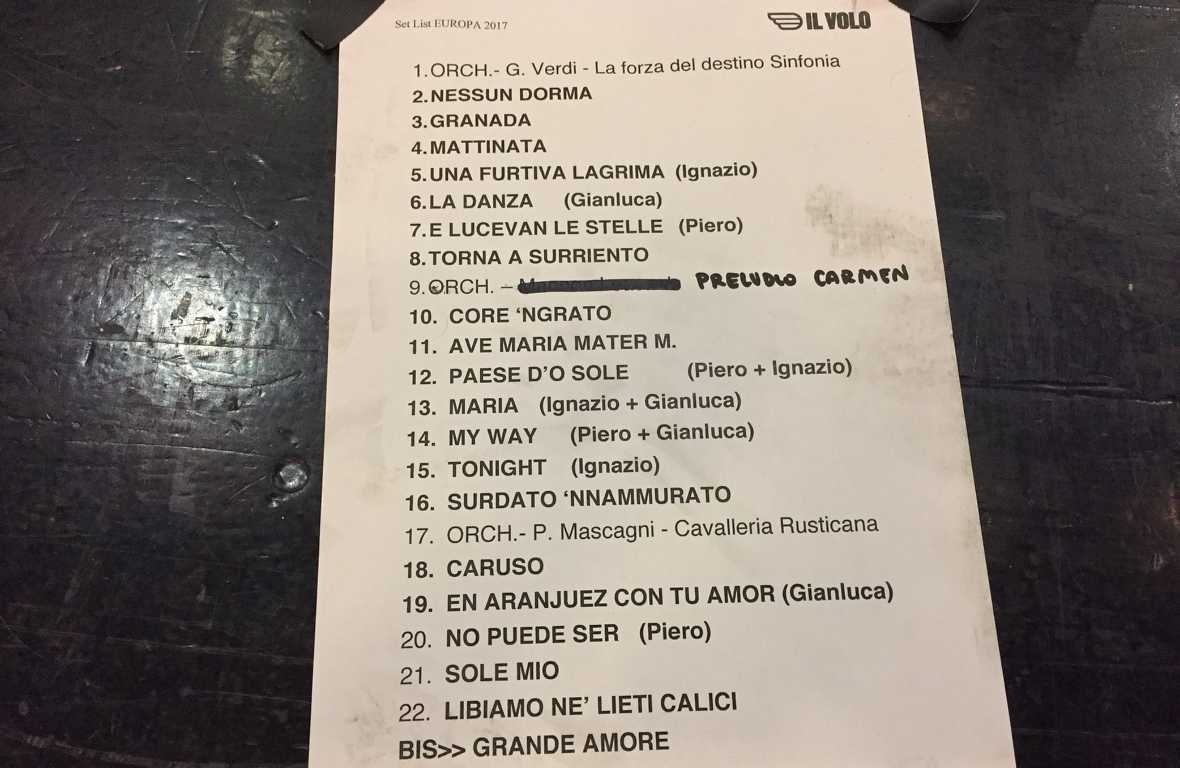 Set List EUROPA 2017
IL VOLO
1.ORCH.- G. Verdi - La forza del destino Sinfonia
2.NESSUN DORMA
3.GRANADA
4.MATTINATA
5.UNA FURTIVA LAGRIMA (Ignazio)
6.LA DANZA (Gianluca)
7.E LUCEVAN LE STELLE (Piero)
8.TORNA A SURRIENTO
9.ORCH. – PRELUDIO CARMEN
10. CORE ‘NGRATO
11. AVE MARIA MATER M.
12. PAESE D’O SOLE (Piero + Ignazio)
13. MARIA (Ignazio + Gianluca)
14. MY WAY (Piero + Gianluca)
15. TONIGHT (Ignazio)
16. SURDATO ‘NNAMMURATO
17. ORCH.- P. Mascagni - Cavalleria Rusticana
18. CARUSO
19. EN ARANJUEZ CON TU AMOR (Gianluca)
20. NO PUEDE SER (Piero)
21. SOLE MIO
22. LIBIAMO NE’ LIETI CALICI
BIS>> GRANDE AMORE